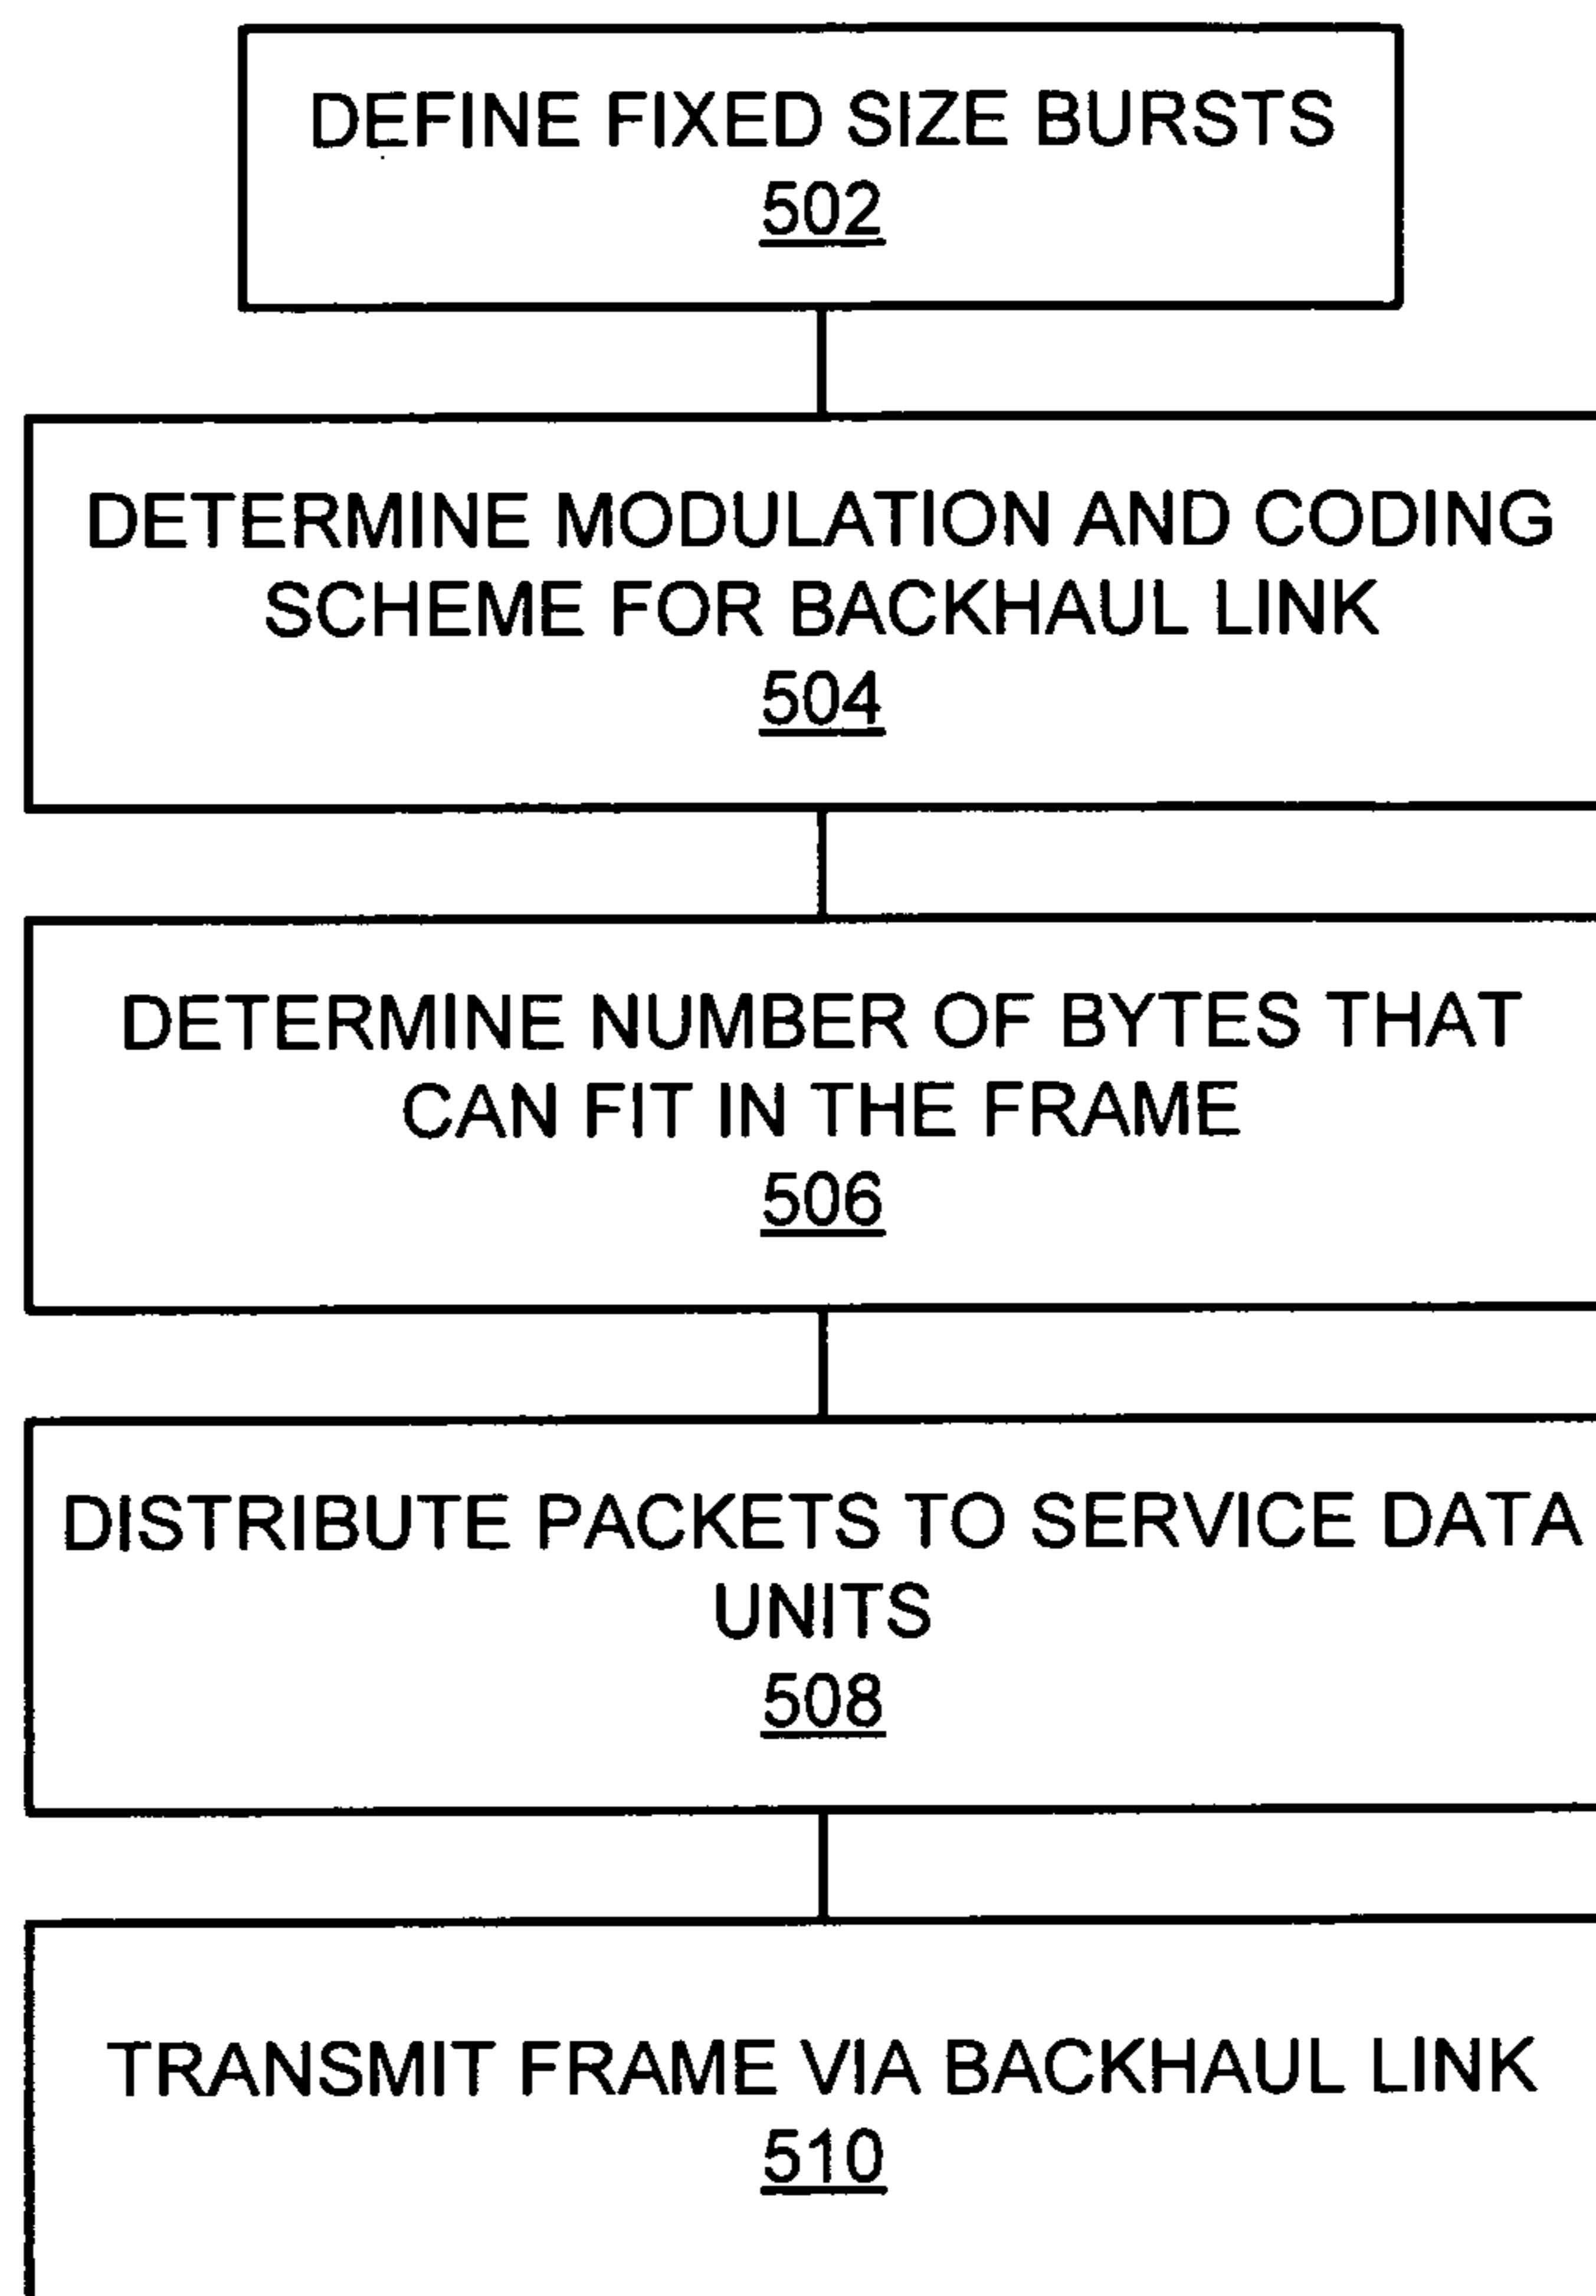 DEFINE FIXED SIZE BURSTS
502
DETERMINE MODULATION AND CODING
SCHEME FOR BACKHAUL LINK
504
DETERMINE NUMBER OF BYTES THAT
CAN FIT IN THE FRAME
506
DISTRIBUTE PACKETS TO SERVICE DATA
UNITS
508
TRANSMIT FRAME VIA BACKHAUL LINK
510